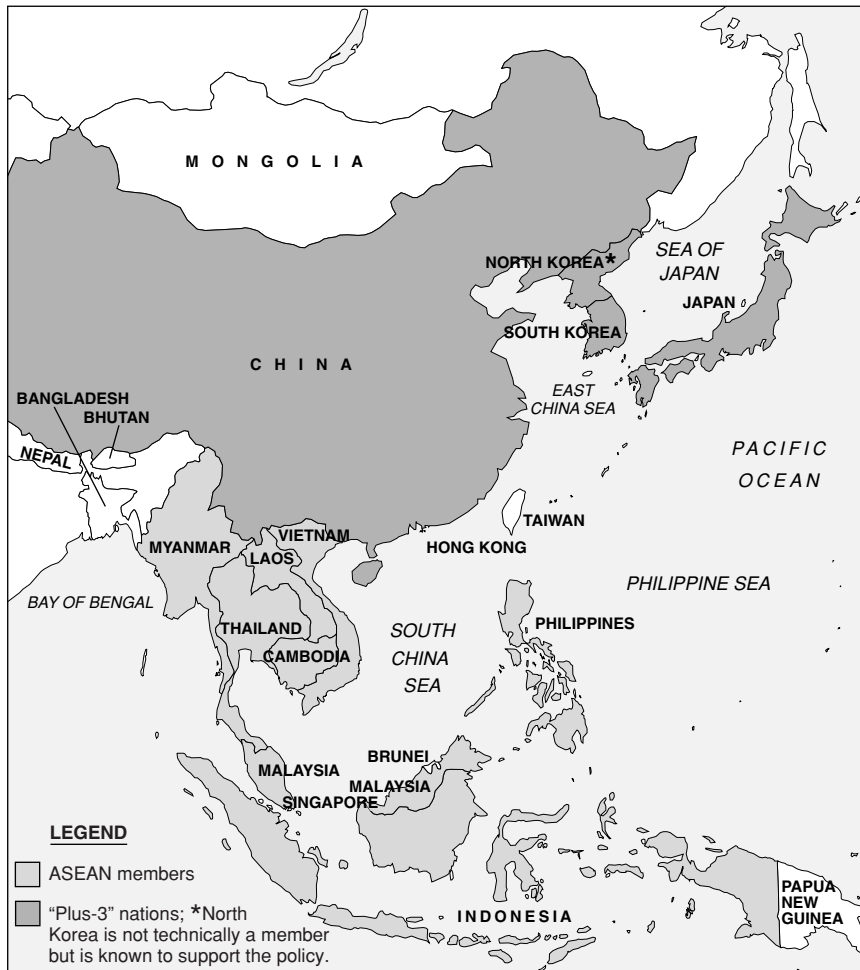 MONGOLIA
NORTH KOREA*
SEA OF
JAPAN
JAPAN
SOUTH KOREA
CHINA
EAST
CHINA SEA
BANGLADESH
BHUTAN
NEPAL
PACIFIC
OCEAN
TAIWAN
VIETNAM
HONG KONG
MYANMAR
LAOS
BAY OF BENGAL
PHILIPPINE SEA
THAILAND
SOUTH
CHINA
SEA
PHILIPPINES
CAMBODIA
BRUNEI
MALAYSIA
MALAYSIA
SINGAPORE
INDONESIA
PAPUA
NEW
GUINEA
LEGEND
ASEAN members
“Plus-3” nations; *North
Korea is not technically a member
but is known to support the policy.